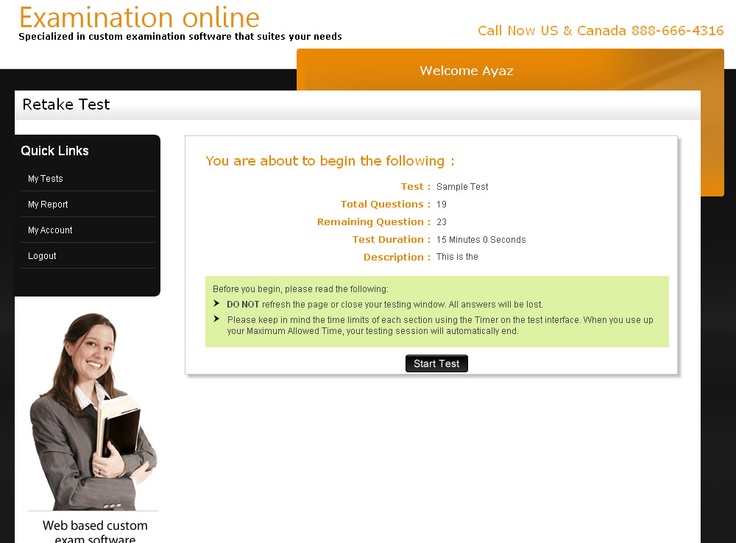 Examination online
Specialized in custom examination software that suites your needs
Call Now US & Canada 888-666-4316
Welcome Ayaz
Retake Test
Quick Links
My Tests
My Report
My Account
Logout
Web based custom
exam software
You are about to begin the following :
Test : Sample Test
Total Questions : 19
Remaining Question : 23
Test Duration : 15 Minutes 0 Seconds
Description : This is the
Before you begin, please read the following:
DO NOT refresh the page or close your testing window. All answers will be lost.
Please keep in mind the time limits of each section using the Timer on the test interface. When you use up
your Maximum Allowed Time, your testing session will automatically end.
Start Test